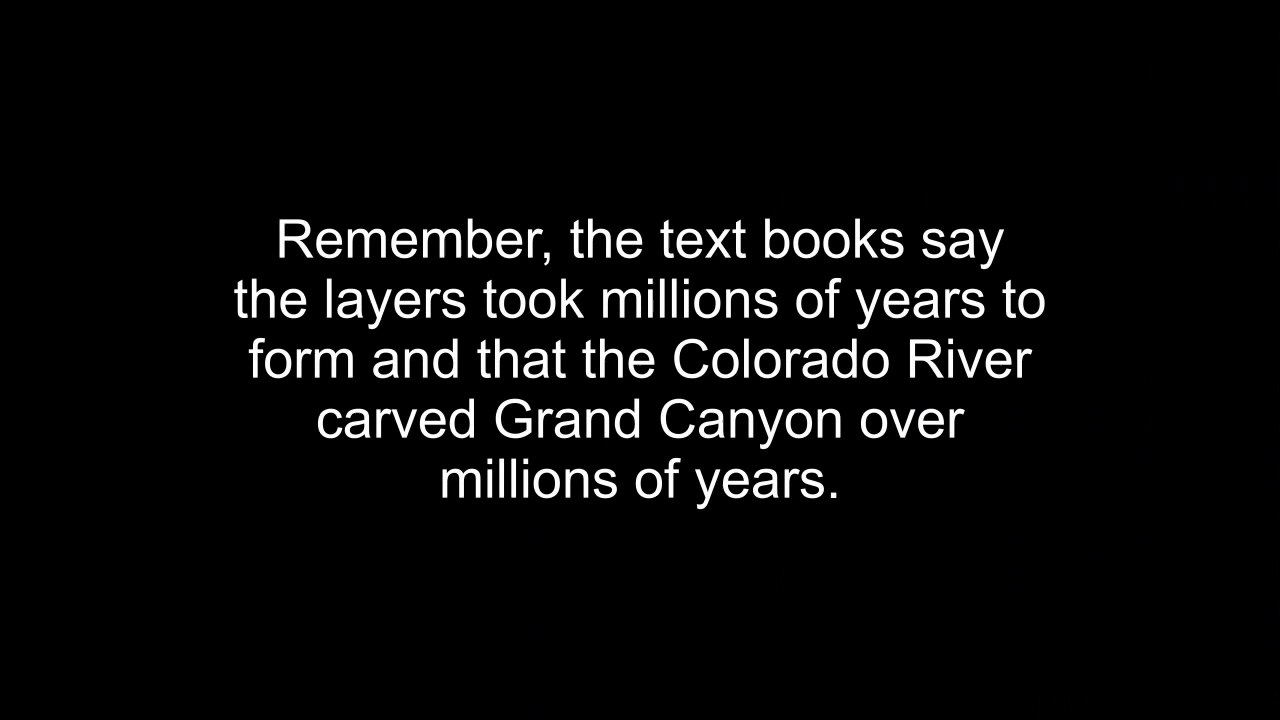 Remember, the text books say
the layers took millions of years to
form and that the Colorado River
carved Grand Canyon over
millions of years.